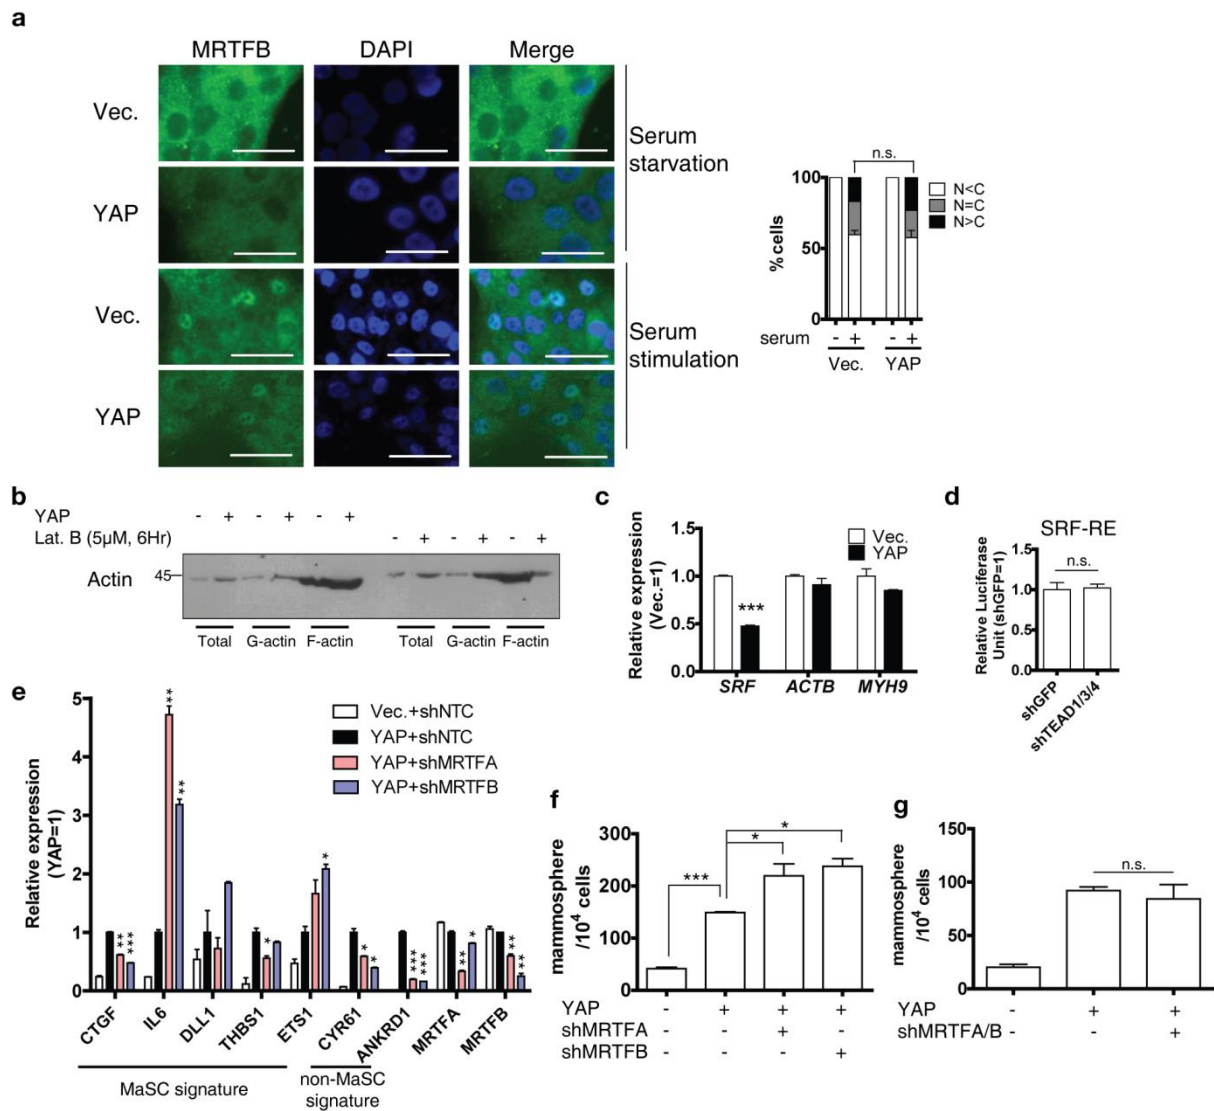 a
MRTFB DAPI Merge
Vec.
YAP
Serum
starvation
Vec.
YAP
Serum
stimulation
n.s.
100
50
0
% cells
N<C
N=C
N>C
serum - + - +
Vec. YAP
b
YAP - + - + - +
Lat. B (5µM, 6Hr) - + - + - +
Actin 45
Total G-actin F-actin Total G-actin F-actin
c
Relative expression
(Vec.=1)
1.5
1.0
0.5
0.0
Vec.
YAP
***
SRF ACTB MYH9
d
SRF-RE
Relative Luciferase
Unit (shGFP=1)
1.5
1.0
0.5
0.0
n.s.
shGFP
shTEAD1/3/4
e
Relative expression
(YAP=1)
5
4
3
2
1
0
Vec.+shNTC
YAP+shNTC
YAP+shMRTFA
YAP+shMRTFB
** *** ** ** * * * * *** *** ** * ** **
CTGF
IL6
DLL1
THBS1
ETS1
CYR61
ANKRD1
MRTFA
MRTFB
MaSC signature
non-MaSC
signature
f
mammosphere
/10⁴ cells
300
200
100
0
***
*
*
YAP - + + +
shMRTFA - - + -
shMRTFB - - - +
g
mammosphere
/10⁴ cells
150
100
50
0
n.s.
YAP - + +
shMRTFA/B - - +